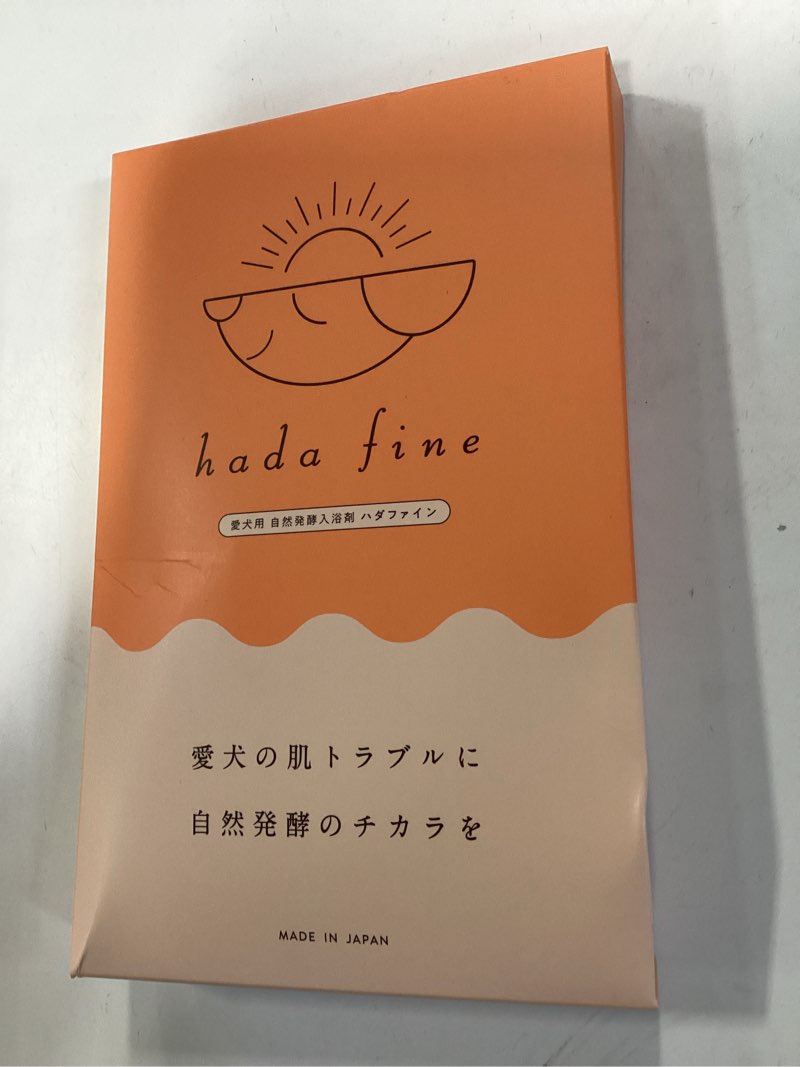 hada fine
愛犬用 自然発酵入浴剤 ハダファイン
愛犬の肌トラブルに
自然発酵のチカラを
MADE IN JAPAN